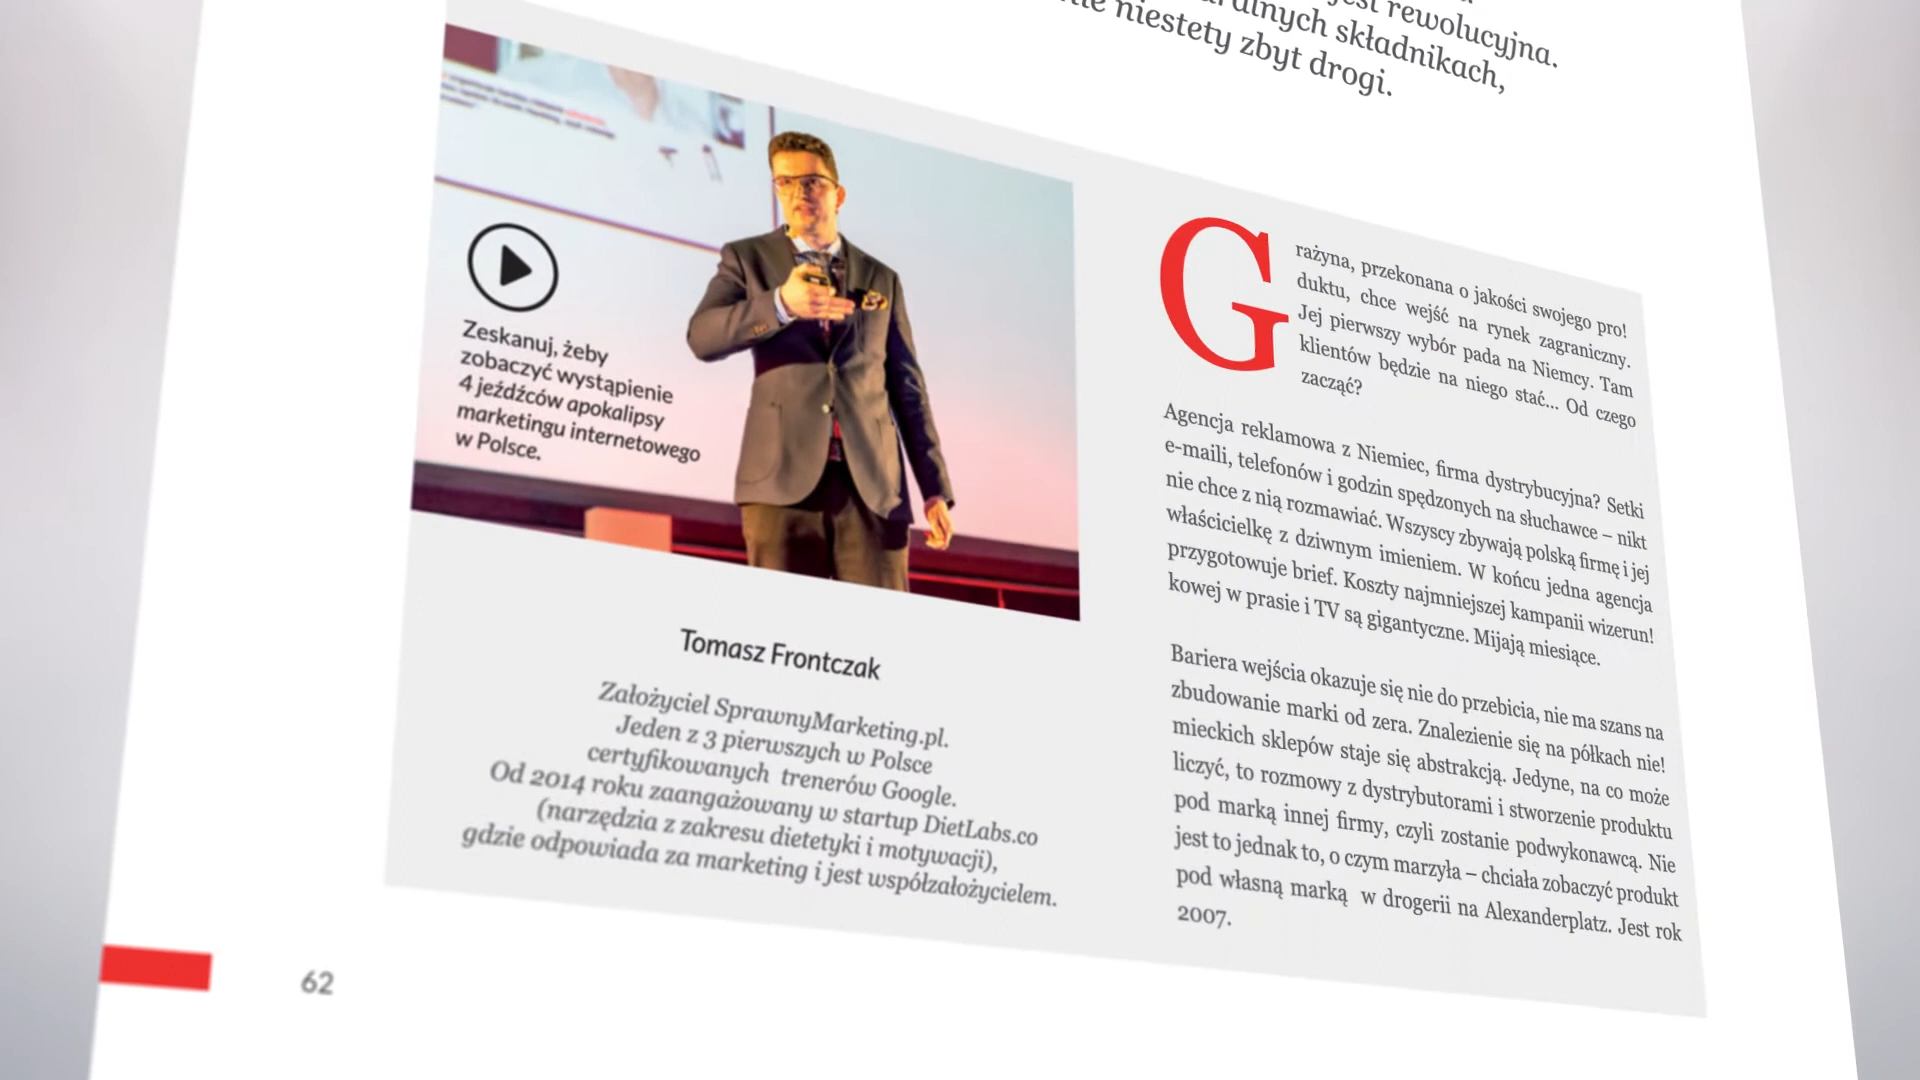 jest rewolucyjna.
składnikach,
niestety zbyt drogi.
Zeskanuj, żeby
zobaczyć wystąpienie
4 jeźdźców apokalipsy
marketingu internetowego
w Polsce.
Tomasz Frontczak
Założyciel SprawnyMarketing.pl.
Jeden z 3 pierwszych w Polsce
certyfikowanych trenerów Google.
Od 2014 roku zaangażowany w startup DietLabs.co
(narzędzia z zakresu dietetyki i motywacji),
gdzie odpowiada za marketing i jest współzałożycielem.
Grażyna, przekonana o jakości swojego pro!
duktu, chce wejść na rynek zagraniczny.
Jej pierwszy wybór pada na Niemcy. Tam
klientów będzie na niego stać... Od czego
zacząć?
Agencja reklamowa z Niemiec, firma dystrybucyjna? Setki
e-maili, telefonów i godzin spędzonych na słuchawce – nikt
nie chce z nią rozmawiać. Wszyscy zbywają polską firmę i jej
właścicielkę z dziwnym imieniem. W końcu jedna agencja
przygotowuje brief. Koszty najmniejszej kampanii wizerun!
kowej w prasie i TV są gigantyczne. Mijają miesiące.
Bariera wejścia okazuje się nie do przebicia, nie ma szans na
zbudowanie marki od zera. Znalezienie się na półkach nie!
mieckich sklepów staje się abstrakcją. Jedyne, na co może
liczyć, to rozmowy z dystrybutorami i stworzenie produktu
pod marką innej firmy, czyli zostanie podwykonawcą. Nie
jest to jednak to, o czym marzyła – chciała zobaczyć produkt
pod własną marką w drogerii na Alexanderplatz. Jest rok
2007.
62